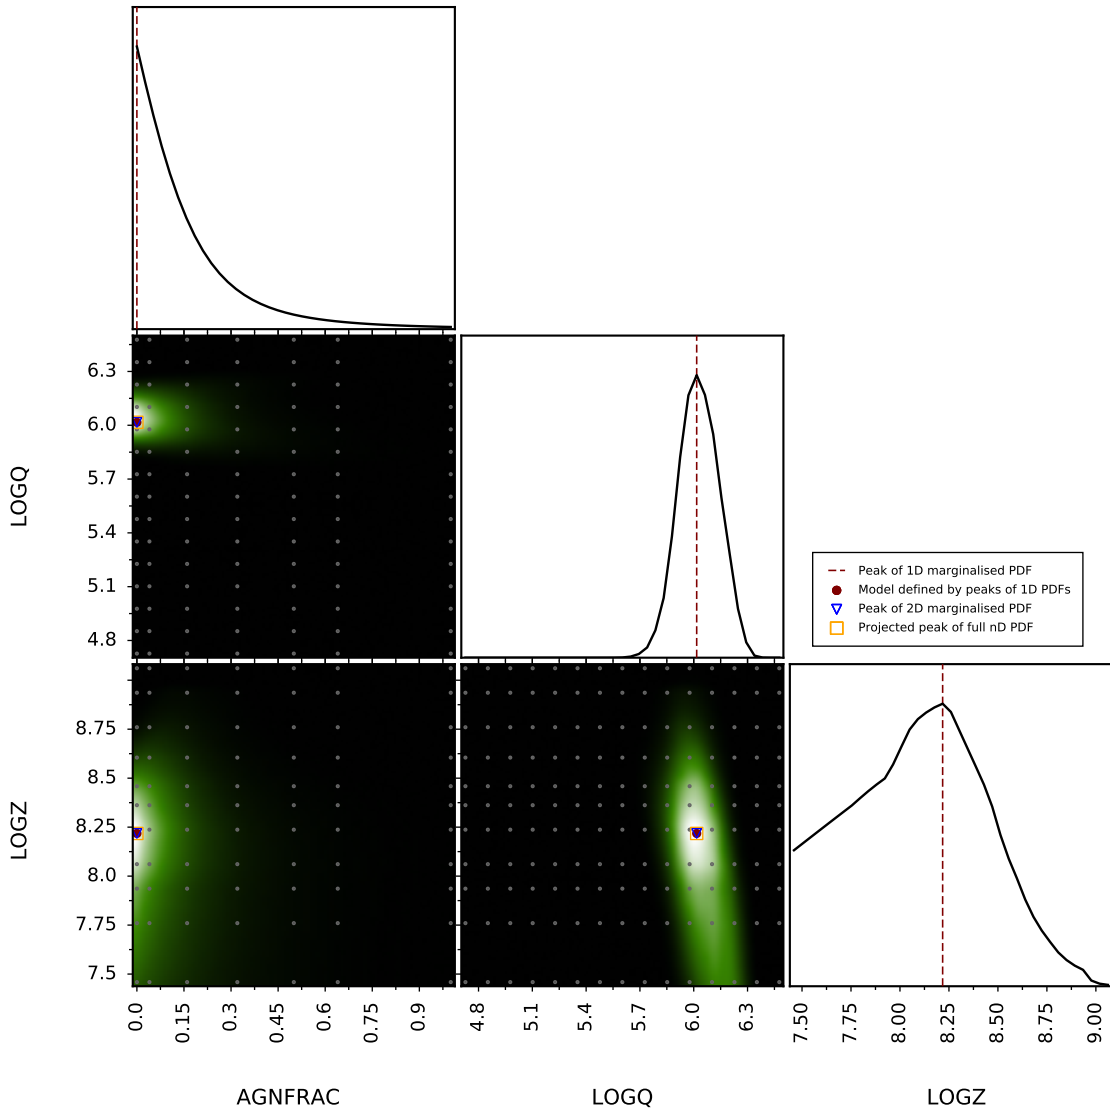 6.3
6.0
5.7
5.4
5.1
4.8
LOGQ
Peak of 1D marginalised PDF
Model defined by peaks of 1D PDFs
Peak of 2D marginalised PDF
Projected peak of full nD PDF
8.75
8.5
8.25
8.0
7.75
7.5
LOGZ
0.0 0.15 0.3 0.45 0.6 0.75 0.9
4.8 5.1 5.4 5.7 6.0 6.3
7.50 7.75 8.00 8.25 8.50 8.75 9.00
AGNFRAC LOGQ LOGZ